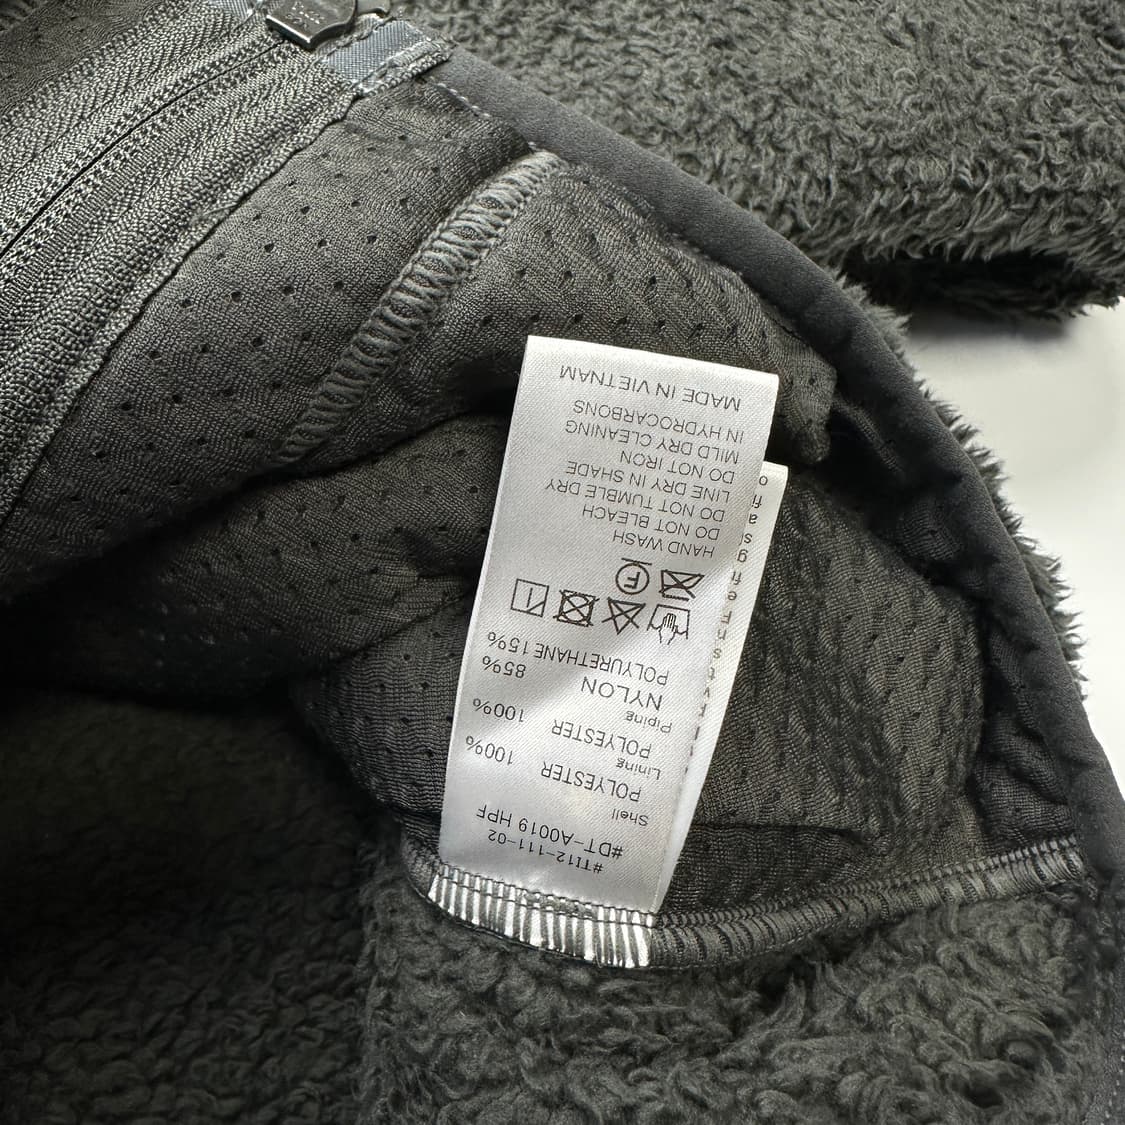 #T112-111-02
#DT-A0019 HPF
Shell
POLYESTER 100%
Lining
POLYESTER 100%
Piping
NYLON 85%
POLYURETHANE 15%
HAND WASH
DO NOT BLEACH
DO NOT TUMBLE DRY
LINE DRY IN SHADE
DO NOT IRON
MILD DRY CLEANING
IN HYDROCARBONS
MADE IN VIETNAM